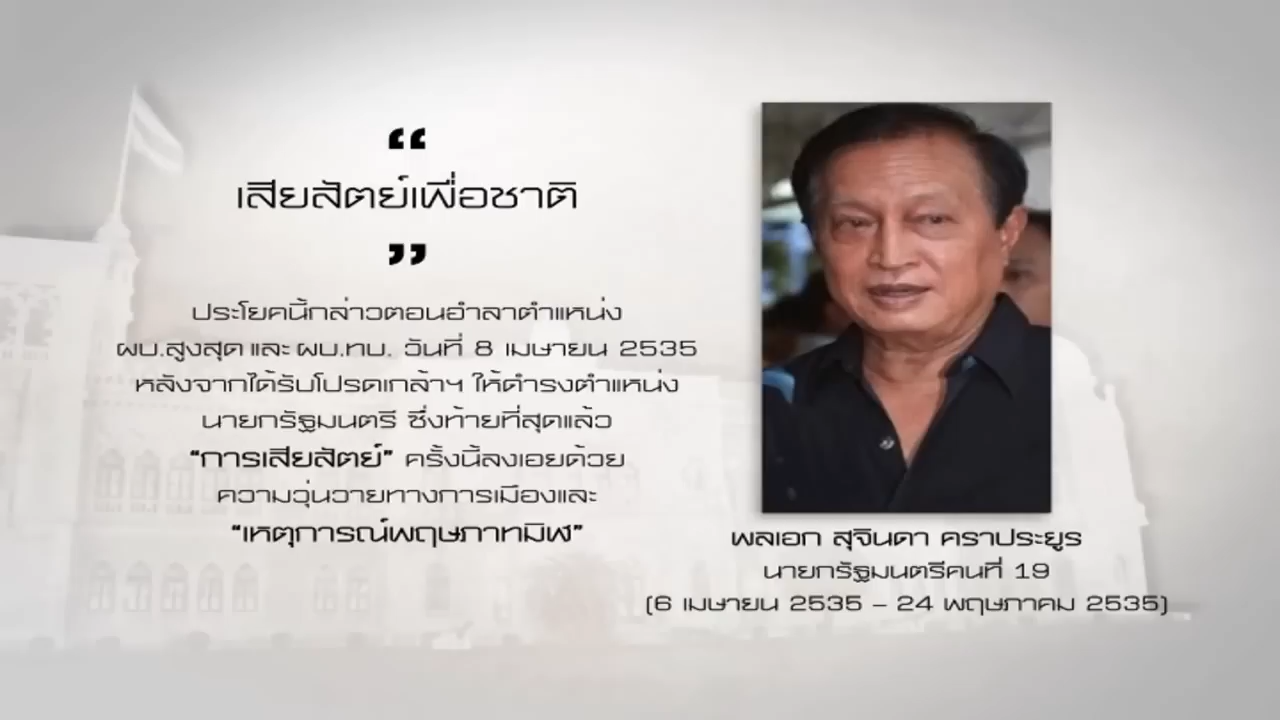 “
เสียสัตย์เพื่อชาติ
”
ประโยคนี้กล่าวตอนอำลาตำแหน่ง
ผบ.สูงสุด และ ผบ.ทบ. วันที่ 8 เมษายน 2535
หลังจากได้รับโปรดเกล้าฯ ให้ดำรงตำแหน่ง
นายกรัฐมนตรี ซึ่งท้ายที่สุดแล้ว
“การเสียสัตย์” ครั้งนี้ลงเอยด้วย
ความวุ่นวายทางการเมืองและ
“เหตุการณ์พฤษภาทมิฬ”
พลเอก สุจินดา คราประยูร
นายกรัฐมนตรีคนที่ 19
(6 เมษายน 2535 – 24 พฤษภาคม 2535)